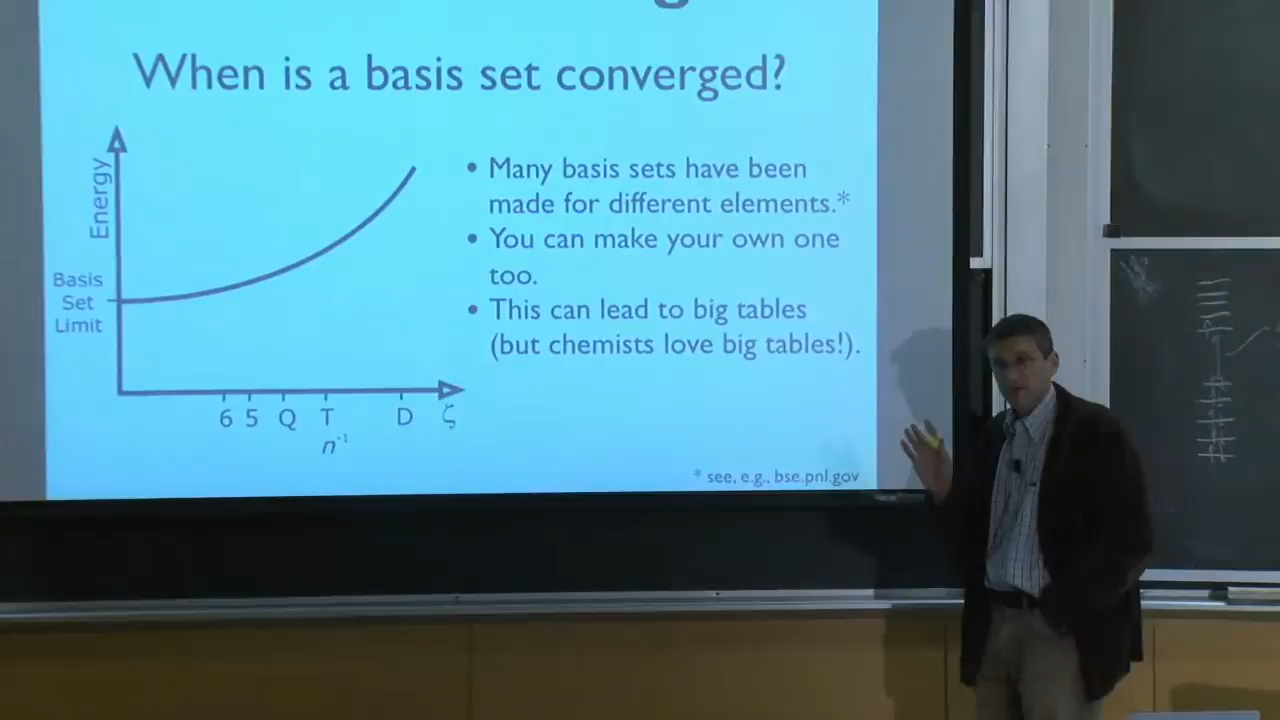 When is a basis set converged?
Energy
Basis
Set
Limit
6 5 Q T D ζ
n⁻¹
• Many basis sets have been
made for different elements.*
• You can make your own one
too.
• This can lead to big tables
(but chemists love big tables!).
* see, e.g., bse.pnl.gov